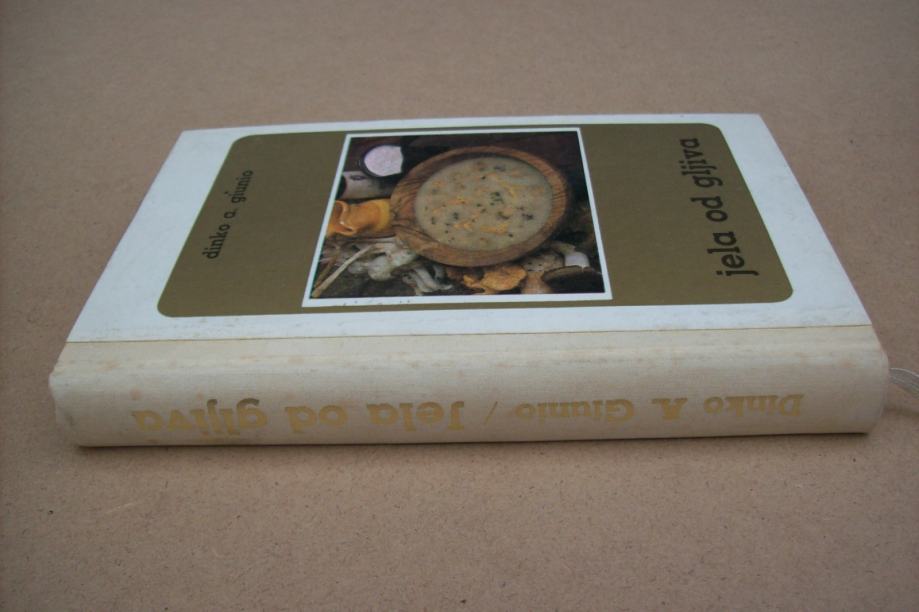 dinko a. giunio
jela od gljiva
Dinko A. Giunio / Jela od gljiva